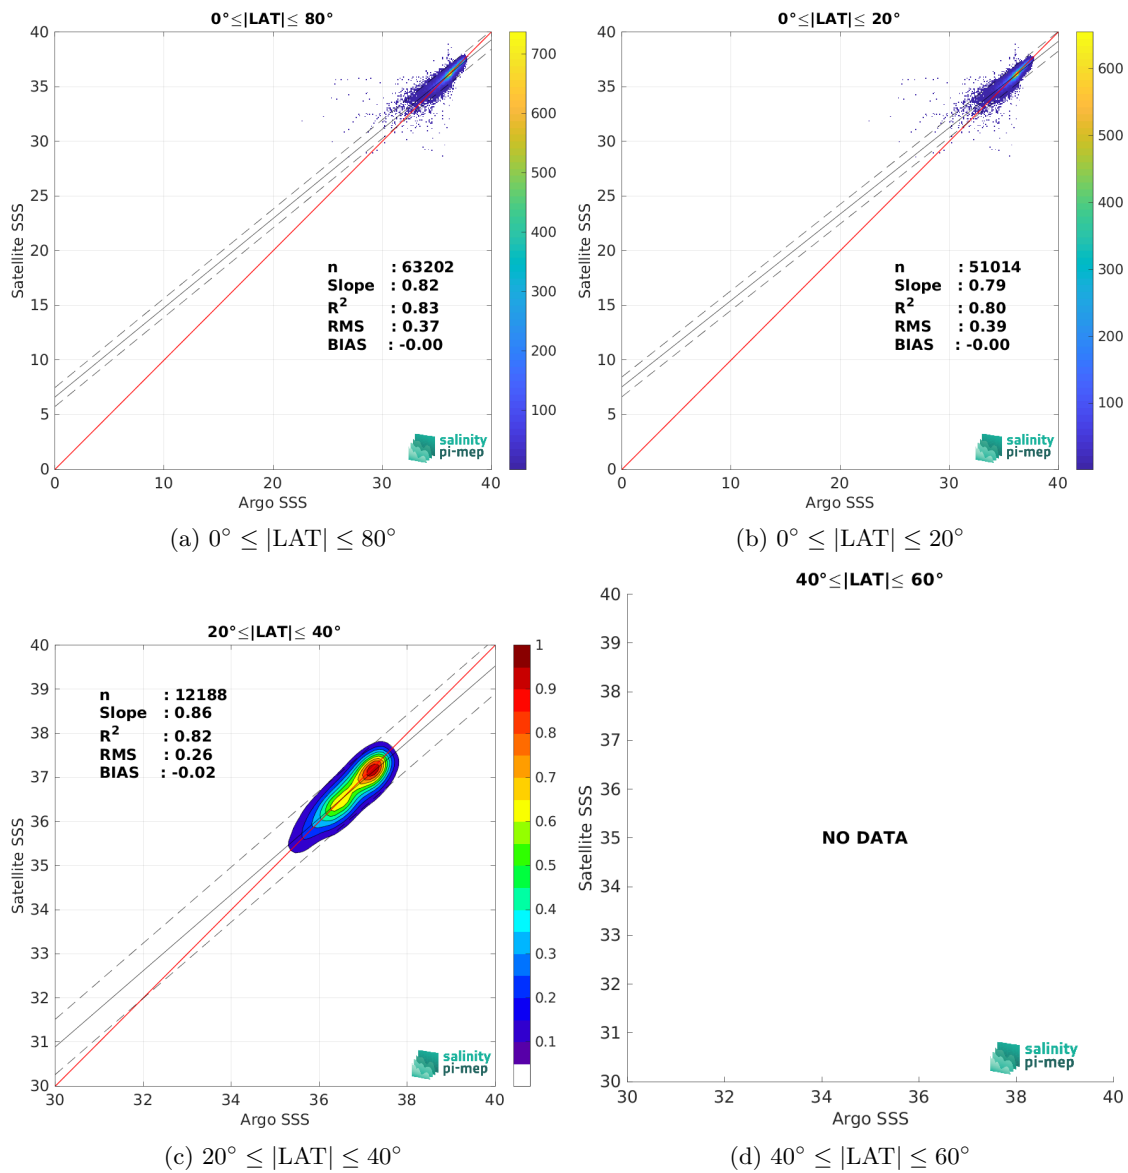 0°≤|LAT|≤ 80°
40
35
30
25
20
15
10
5
0
0
10
20
30
40
Satellite SSS
Argo SSS
n : 63202
Slope : 0.82
R2 : 0.83
RMS : 0.37
BIAS : -0.00
700
600
500
400
300
200
100
salinity
pi-mep
(a) 0° ≤ |LAT| ≤ 80°
0°≤|LAT|≤ 20°
40
35
30
25
20
15
10
5
0
0
10
20
30
40
Satellite SSS
Argo SSS
n : 51014
Slope : 0.79
R2 : 0.80
RMS : 0.39
BIAS : -0.00
600
500
400
300
200
100
salinity
pi-mep
(b) 0° ≤ |LAT| ≤ 20°
20°≤|LAT|≤ 40°
40
39
38
37
36
35
34
33
32
31
30
30
32
34
36
38
40
Satellite SSS
Argo SSS
n : 12188
Slope : 0.86
R2 : 0.82
RMS : 0.26
BIAS : -0.02
1
0.9
0.8
0.7
0.6
0.5
0.4
0.3
0.2
0.1
salinity
pi-mep
(c) 20° ≤ |LAT| ≤ 40°
40°≤|LAT|≤ 60°
40
39
38
37
36
35
34
33
32
31
30
30
32
34
36
38
40
Satellite SSS
Argo SSS
NO DATA
salinity
pi-mep
(d) 40° ≤ |LAT| ≤ 60°